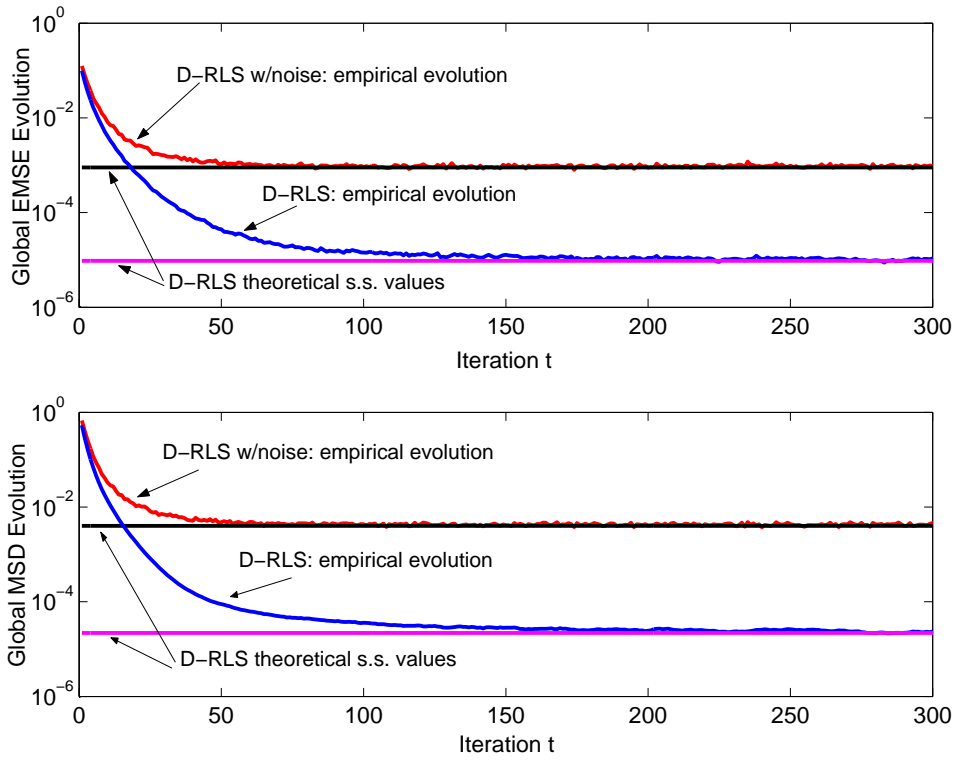 Global EMSE Evolution
10^0
10^−2
10^−4
10^−6
D−RLS w/noise: empirical evolution
D−RLS: empirical evolution
D−RLS theoretical s.s. values
0 50 100 150 200 250 300
Iteration t
Global MSD Evolution
10^0
10^−2
10^−4
10^−6
D−RLS w/noise: empirical evolution
D−RLS: empirical evolution
D−RLS theoretical s.s. values
0 50 100 150 200 250 300
Iteration t